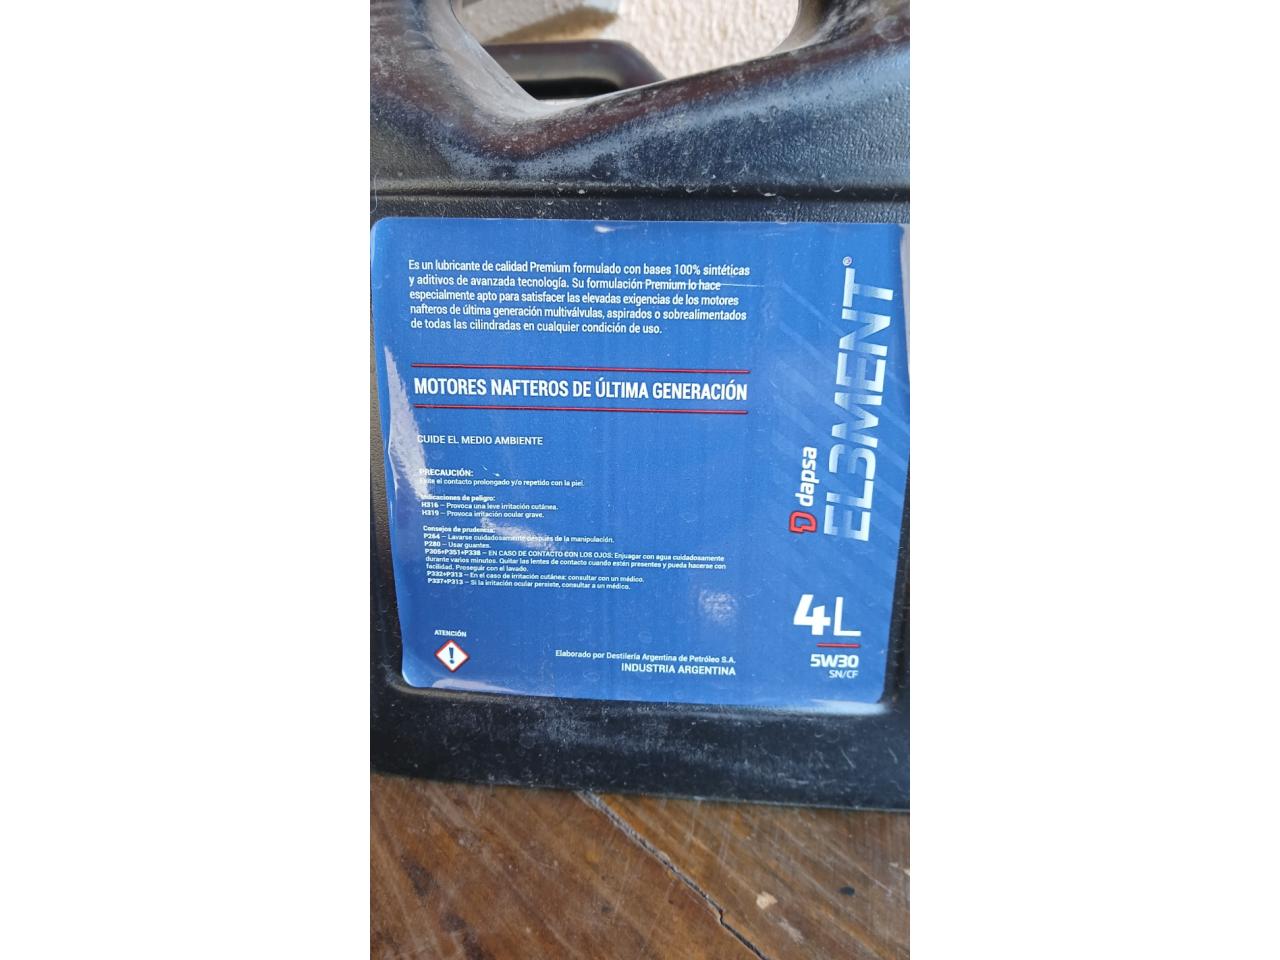 Es un lubricante de calidad Premium formulado con bases 100% sintéticas
y aditivos de avanzada tecnología. Su formulación Premium lo hace
especialmente apto para satisfacer las elevadas exigencias de los motores
nafteros de última generación multiválvulas, aspirados o sobrealimentados
de todas las cilindradas en cualquier condición de uso.
MOTORES NAFTEROS DE ÚLTIMA GENERACIÓN
CUIDE EL MEDIO AMBIENTE
PRECAUCIÓN:
Evite el contacto prolongado y/o repetido con la piel.
Indicaciones de peligro:
H316 – Provoca una leve irritación cutánea.
H319 – Provoca irritación ocular grave.
Consejos de prudencia:
P264 – Lavarse cuidadosamente después de la manipulación.
P280 – Usar guantes.
P305+P351+P338 – EN CASO DE CONTACTO CON LOS OJOS: Enjuagar con agua cuidadosamente
durante varios minutos. Quitar las lentes de contacto cuando estén presentes y pueda hacerse con
facilidad. Proseguir con el lavado.
P332+P313 – En el caso de irritación cutánea: consultar con un médico.
P337+P313 – Si la irritación ocular persiste, consultar a un médico.
ATENCIÓN
Elaborado por Destilería Argentina de Petróleo S.A.
INDUSTRIA ARGENTINA
dapsa
EL3MENT®
4L
5W30
SN/CF